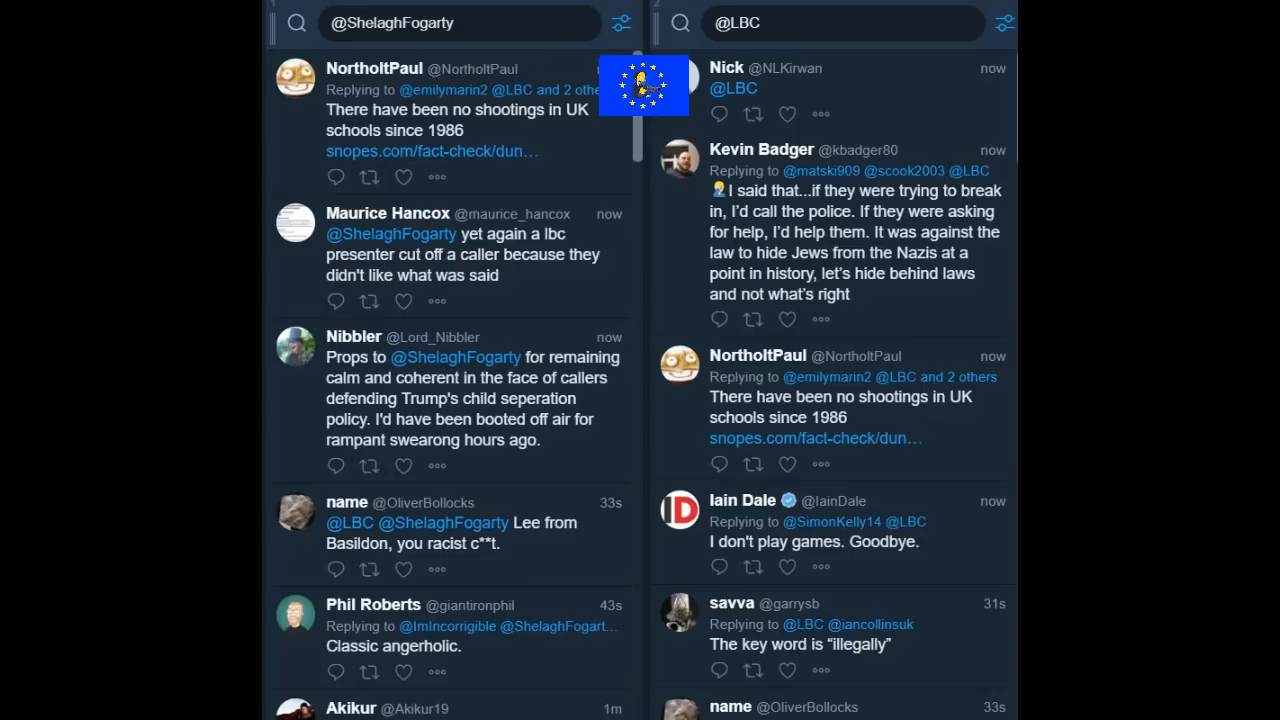 1
@ShelaghFogarty
NortholtPaul @NortholtPaul
Replying to @emilymarin2 @LBC and 2 othe
There have been no shootings in UK
schools since 1986
snopes.com/fact-check/dun…
Maurice Hancox @maurice_hancox now
@ShelaghFogarty yet again a lbc
presenter cut off a caller because they
didn't like what was said
Nibbler @Lord_Nibbler now
Props to @ShelaghFogarty for remaining
calm and coherent in the face of callers
defending Trump's child seperation
policy. I'd have been booted off air for
rampant swearong hours ago.
name @OliverBollocks 33s
@LBC @ShelaghFogarty Lee from
Basildon, you racist c**t.
Phil Roberts @giantironphil 43s
Replying to @ImIncorrigible @ShelaghFogart…
Classic angerholic.
Akikur @Akikur19 1m
2
@LBC
Nick @NLKirwan now
@LBC
Kevin Badger @kbadger80 now
Replying to @matski909 @scook2003 @LBC
I said that...if they were trying to break
in, I'd call the police. If they were asking
for help, I'd help them. It was against the
law to hide Jews from the Nazis at a
point in history, let's hide behind laws
and not what's right
NortholtPaul @NortholtPaul now
Replying to @emilymarin2 @LBC and 2 others
There have been no shootings in UK
schools since 1986
snopes.com/fact-check/dun…
ID
Iain Dale @IainDale now
Replying to @SimonKelly14 @LBC
I don't play games. Goodbye.
savva @garrysb 31s
Replying to @LBC @iancollinsuk
The key word is “illegally”
name @OliverBollocks 33s